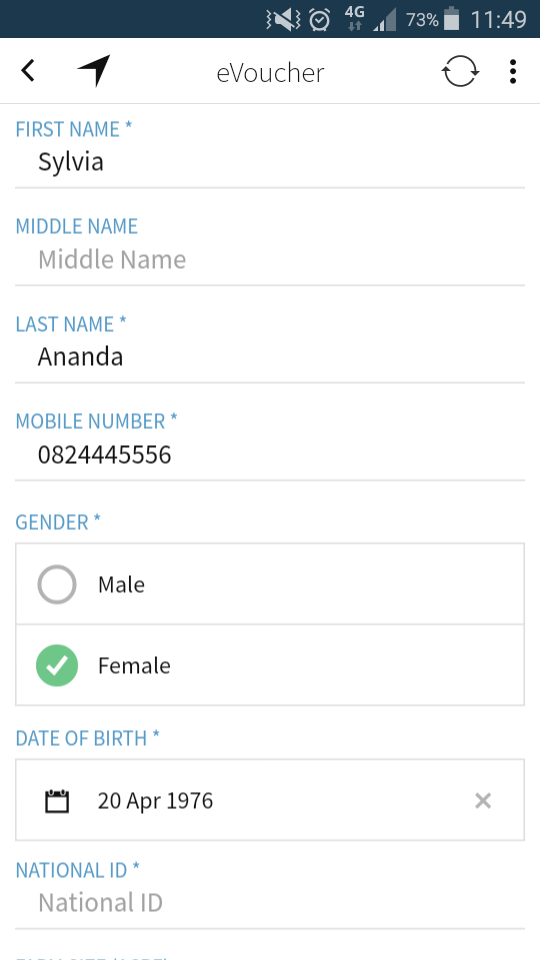 4G 73% 11:49
eVoucher
FIRST NAME *
Sylvia
MIDDLE NAME
Middle Name
LAST NAME *
Ananda
MOBILE NUMBER *
0824445556
GENDER *
Male
Female
DATE OF BIRTH *
20 Apr 1976
NATIONAL ID *
National ID